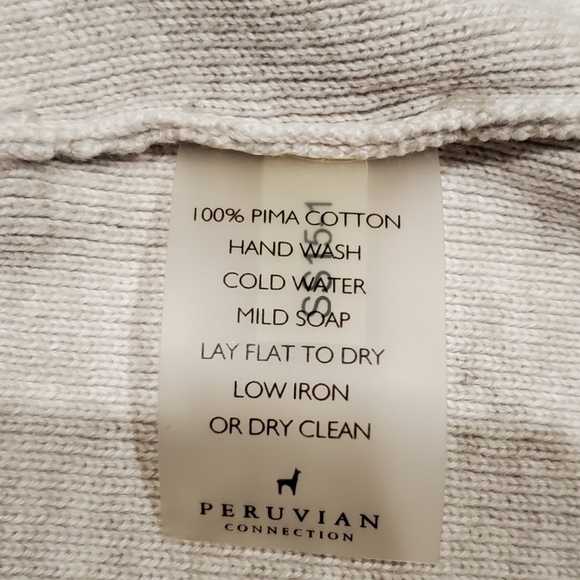 100% PIMA COTTON
HAND WASH
COLD WATER
MILD SOAP
LAY FLAT TO DRY
LOW IRON
OR DRY CLEAN
PERUVIAN
CONNECTION
SS151